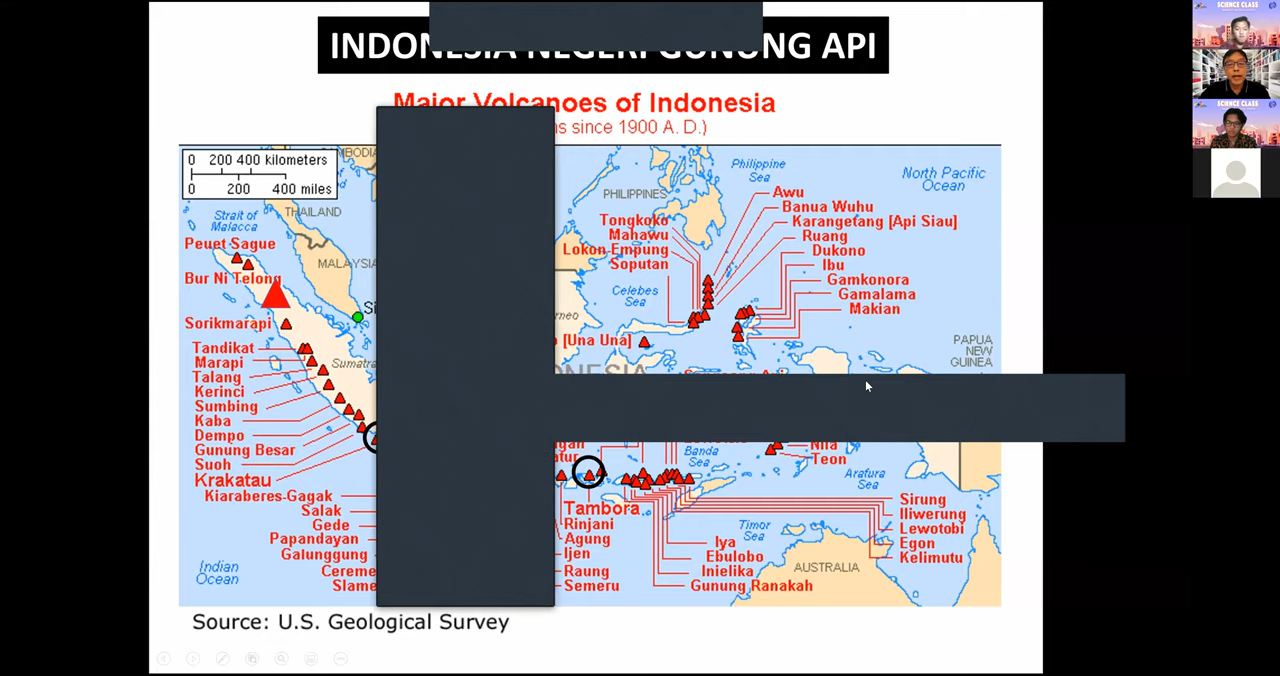 INDONESIA NEGERI GUNUNG API
Major Volcanoes of Indonesia
ns since 1900 A. D.)
0 200 400 kilometers
0 200 400 miles
CAMBODIA
THAILAND
Strait of
Malacca
MALAYSIA
Peuet Sague
Bur Ni Telong
Sorikmarapi
Tandikat
Marapi
Talang
Kerinci
Sumbing
Kaba
Dempo
Gunung Besar
Suoh
Krakatau
Kiaraberes-Gagak
Salak
Gede
Papandayan
Galunggung
Sumatra
Indian
Ocean
PHILIPPINES
Philippine
Sea
North Pacific
Ocean
Tongkoko
Mahawu
Lokon Empung
Soputan
Celebes
Sea
Awu
Banua Wuhu
Karangetang [Api Siau]
Ruang
Dukono
Ibu
Gamkonora
Gamalama
Makian
[Una Una]
PAPUA
NEW
GUINEA
Banda
Sea
Nila
Teon
Arafura
Sea
Tambora
Rinjani
Agung
Ijen
Raung
Semeru
Timor
Sea
Iya
Ebulobo
Inielika
Gunung Ranakah
Sirung
Iliwerung
Lewotobi
Egon
Kelimutu
AUSTRALIA
Source: U.S. Geological Survey
SCIENCE CLASS
SCIENCE CLASS